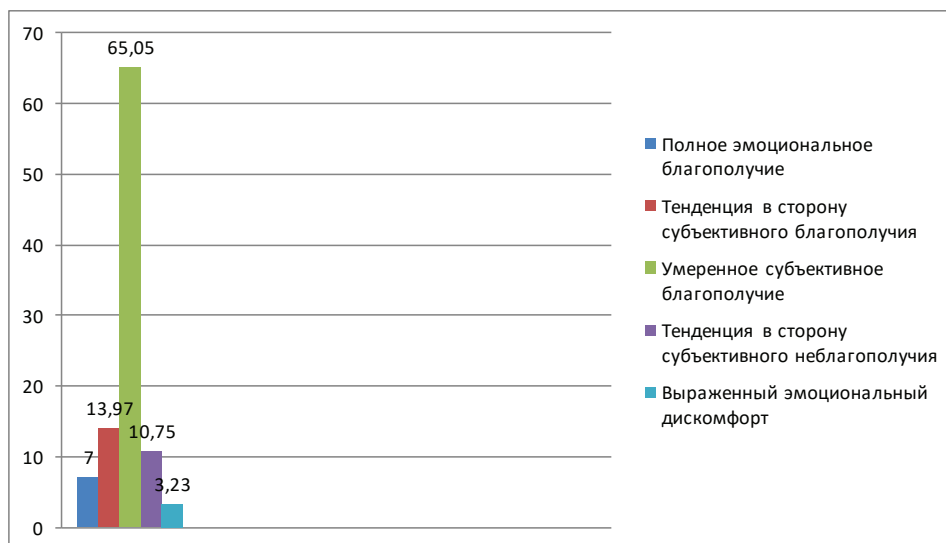 70
60
50
40
30
20
10
0
65,05
13,97
10,75
7
3,23
Полное эмоциональное
благополучие
Тенденция в сторону
субъективного благополучия
Умеренное субъективное
благополучие
Тенденция в сторону
субъективного неблагополучия
Выраженный эмоциональный
дискомфорт